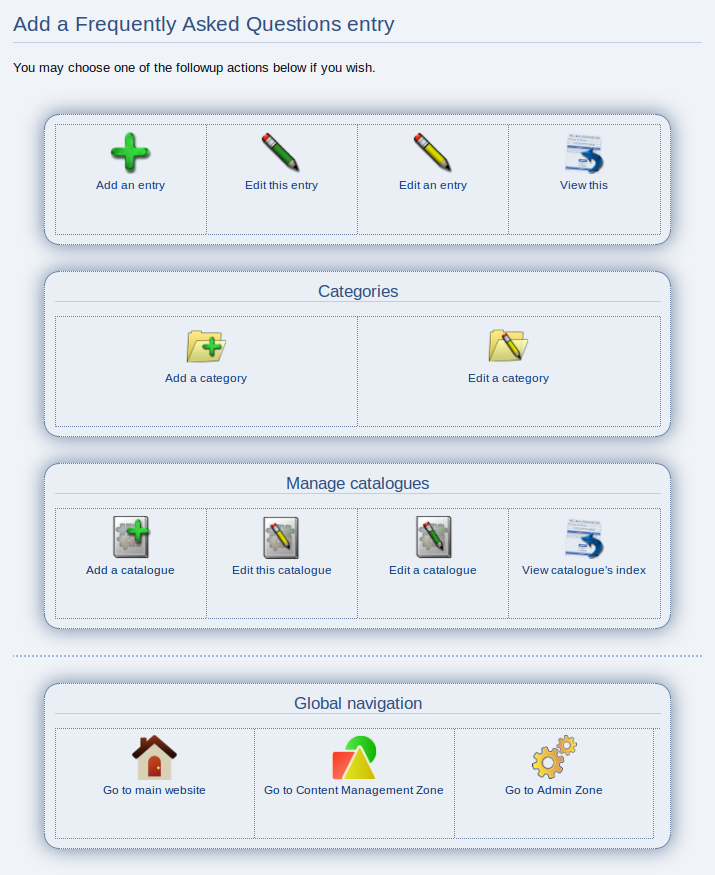 Add a Frequently Asked Questions entry
You may choose one of the followup actions below if you wish.
Add an entry
Edit this entry
Edit an entry
View this
Categories
Add a category
Edit a category
Manage catalogues
Add a catalogue
Edit this catalogue
Edit a catalogue
View catalogue's index
Global navigation
Go to main website
Go to Content Management Zone
Go to Admin Zone